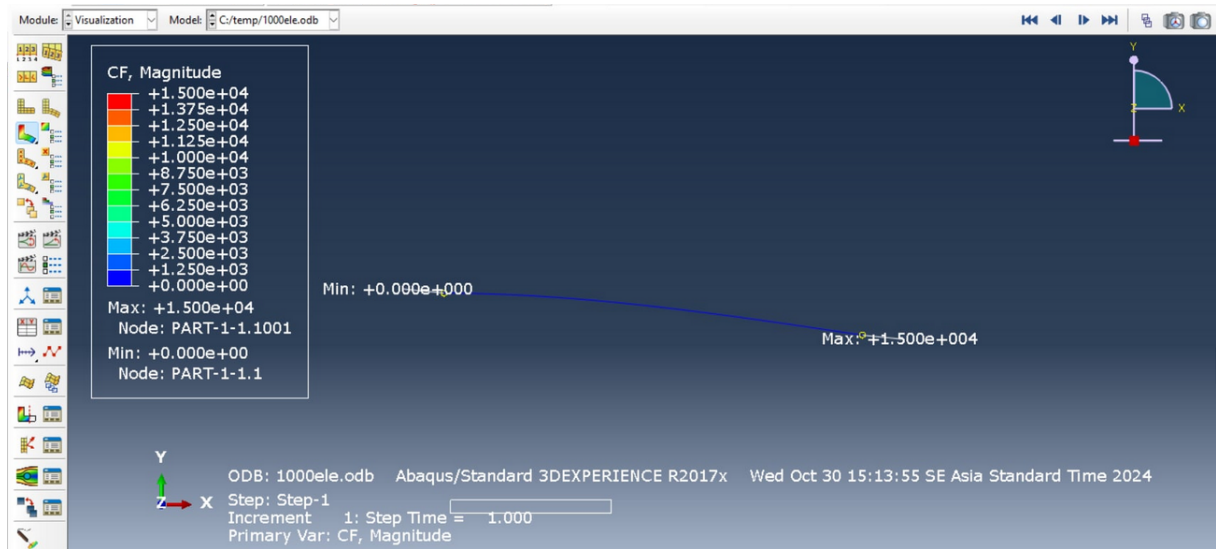 Module: Visualization Model: C:/temp/1000ele.odb
CF, Magnitude
+1.500e+04
+1.375e+04
+1.250e+04
+1.125e+04
+1.000e+04
+8.750e+03
+7.500e+03
+6.250e+03
+5.000e+03
+3.750e+03
+2.500e+03
+1.250e+03
+0.000e+00
Max: +1.500e+04
Node: PART-1-1.1001
Min: +0.000e+00
Node: PART-1-1.1
Min: +0.000e+000
Max: +1.500e+004
Y
Z X
Y
Z X
ODB: 1000ele.odb Abaqus/Standard 3DEXPERIENCE R2017x Wed Oct 30 15:13:55 SE Asia Standard Time 2024
Step: Step-1
Increment 1: Step Time = 1.000
Primary Var: CF, Magnitude